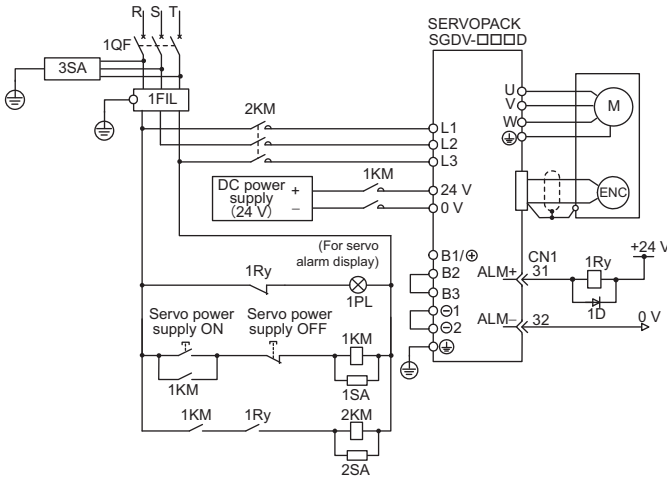 R S T
SERVOPACK
SGDV-□□□D
1QF
3SA
1FIL
U
V
W
M
2KM
L1
L2
L3
1KM
DC power
supply
(24 V)
+
−
24 V
0 V
ENC
(For servo
alarm display)
B1/⊕
B2
B3
⊖1
⊖2
CN1
ALM+ 31
1Ry
+24 V
1D
ALM− 32
0 V
1Ry
1PL
Servo power
supply ON
Servo power
supply OFF
1KM
1KM
1SA
1KM
1Ry
2KM
2SA